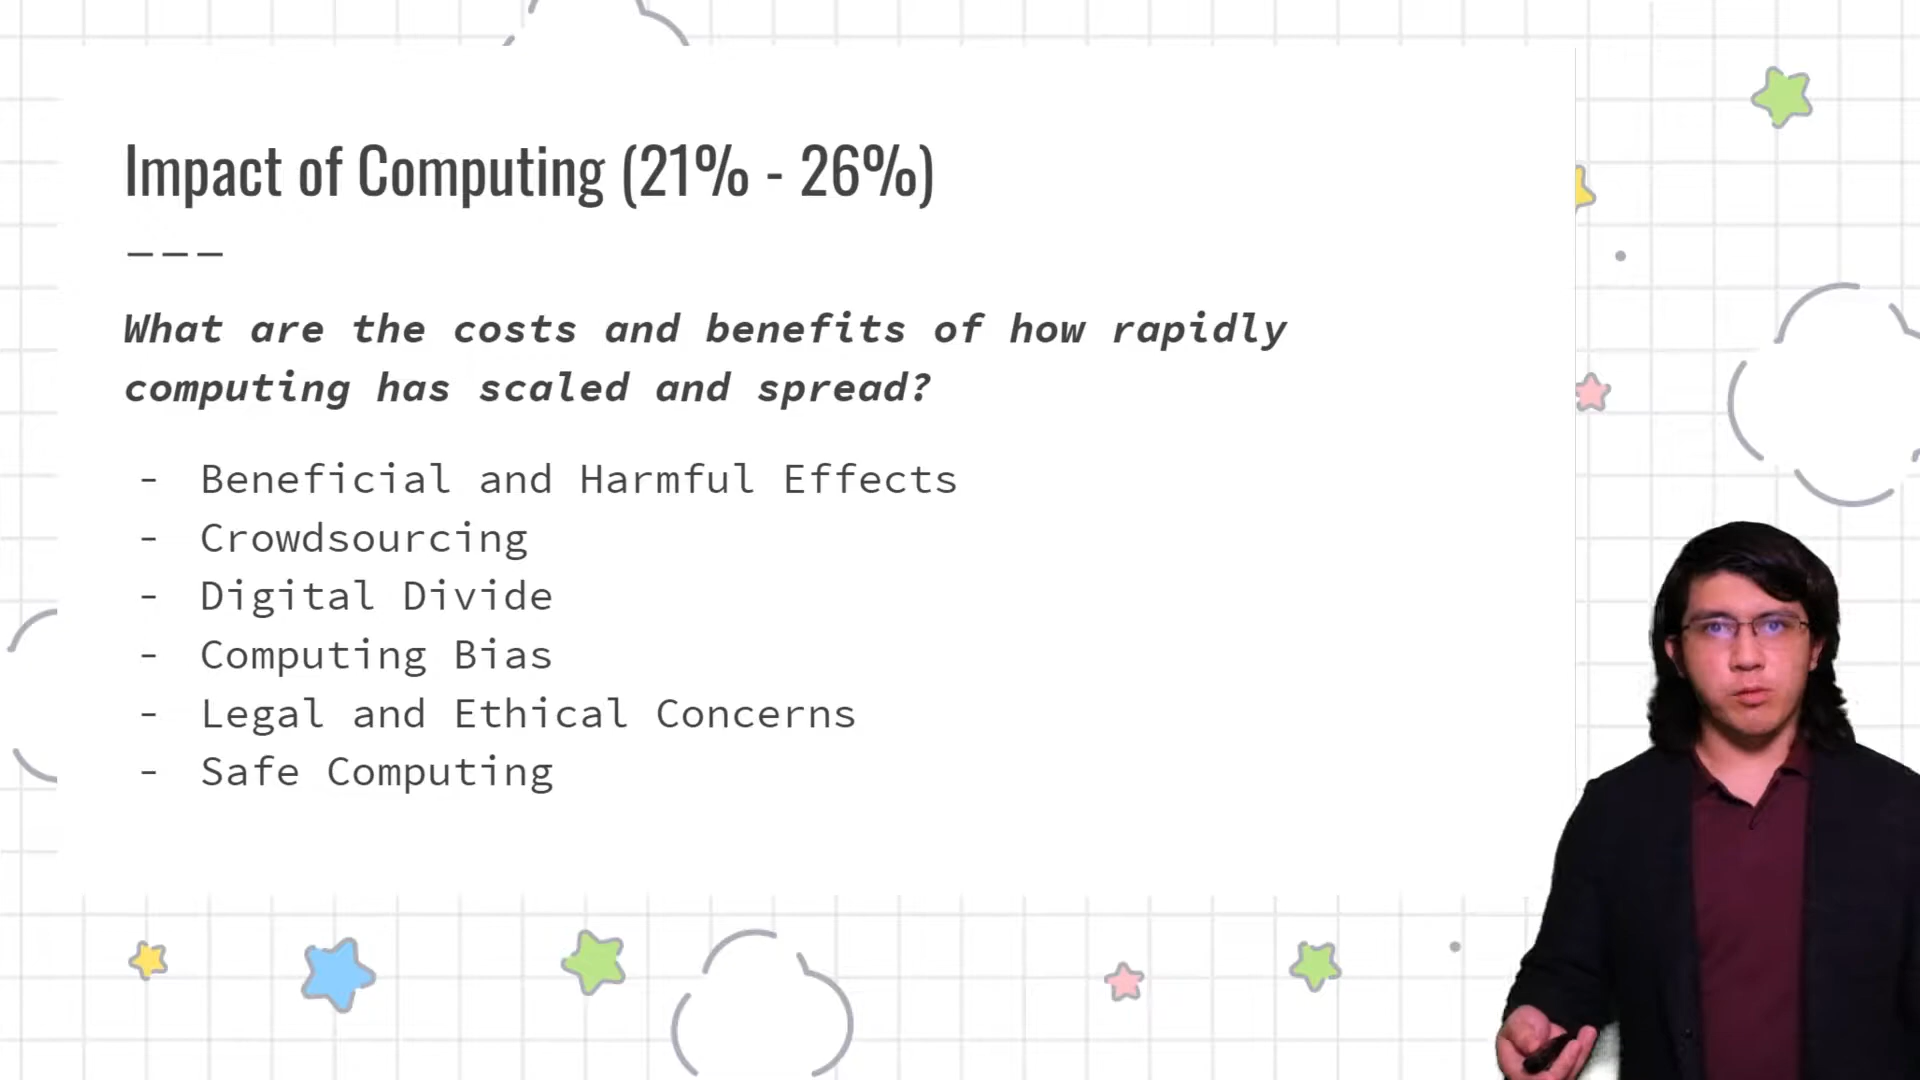 Impact of Computing (21% - 26%)
———
What are the costs and benefits of how rapidly
computing has scaled and spread?
- Beneficial and Harmful Effects
- Crowdsourcing
- Digital Divide
- Computing Bias
- Legal and Ethical Concerns
- Safe Computing